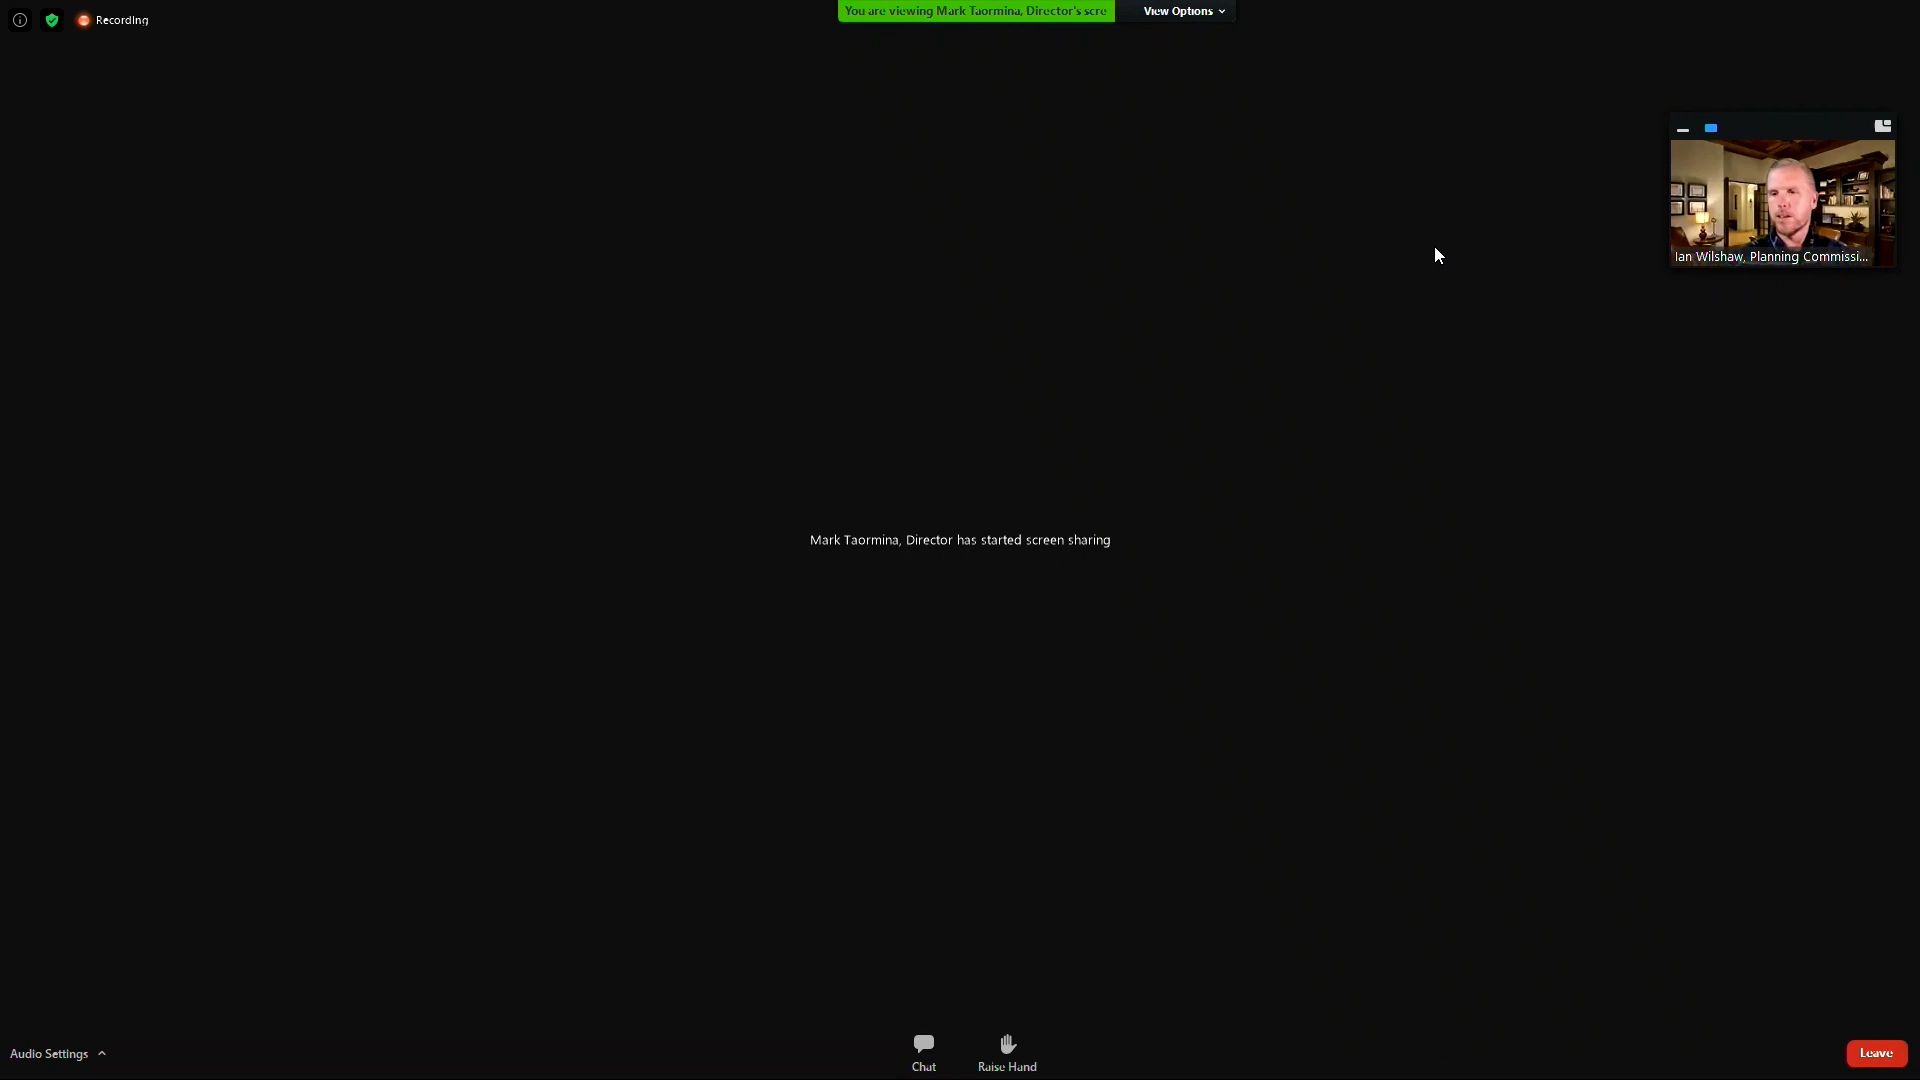 Recording
You are viewing Mark Taormina, Director's scre
View Options
Ian Wilshaw, Planning Commissi...
Mark Taormina, Director has started screen sharing
Audio Settings
Chat
Raise Hand
Leave